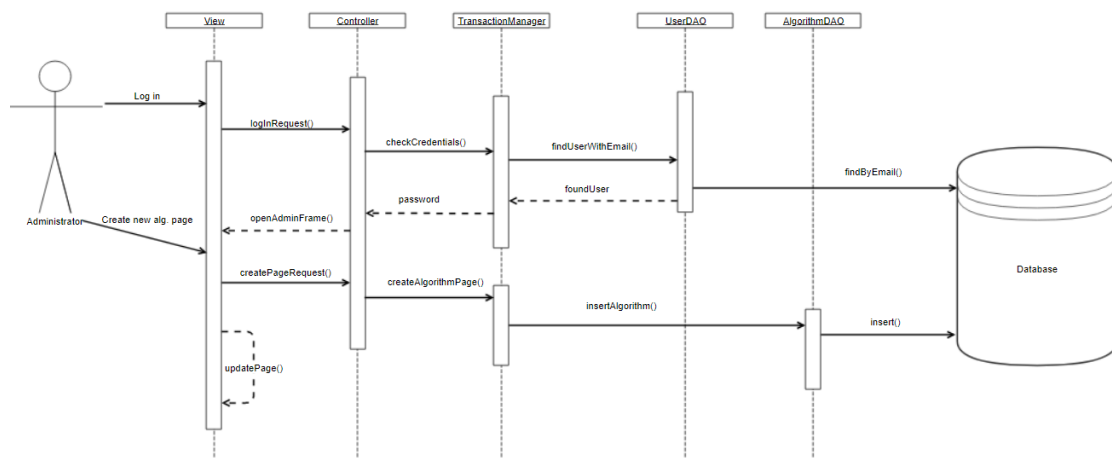 View
Controller
TransactionManager
UserDAO
AlgorithmDAO
Log in
logInRequest()
checkCredentials()
findUserWithEmail()
findByEmail()
foundUser
password
openAdminFrame()
Administrator
Create new alg. page
createPageRequest()
createAlgorithmPage()
insertAlgorithm()
insert()
Database
updatePage()